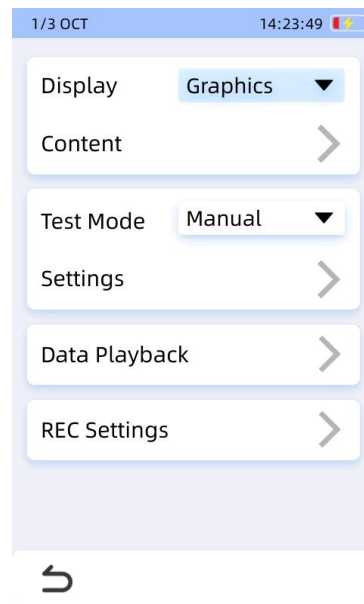 1/3 OCT 14:23:49
Display Graphics
Content
Test Mode Manual
Settings
Data Playback
REC Settings